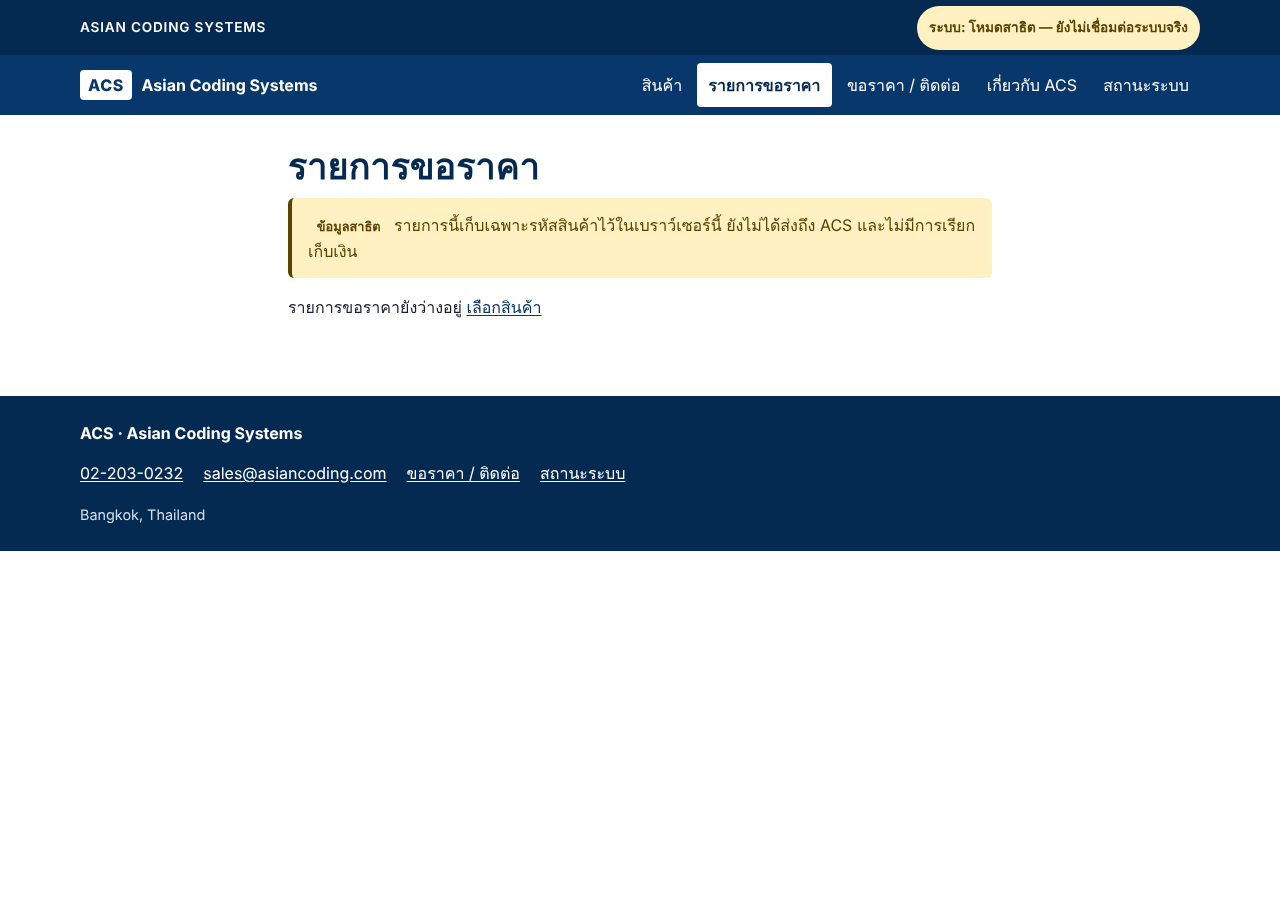 ASIAN CODING SYSTEMS
ระบบ: โหมดสาธิต — ยังไม่เชื่อมต่อระบบจริง
ACS Asian Coding Systems
สินค้า รายการขอราคา ขอราคา / ติดต่อ เกี่ยวกับ ACS สถานะระบบ
รายการขอราคา
ข้อมูลสาธิต รายการนี้เก็บเฉพาะรหัสสินค้าไว้ในเบราว์เซอร์นี้ ยังไม่ได้ส่งถึง ACS และไม่มีการเรียก
เก็บเงิน
รายการขอราคายังว่างอยู่ เลือกสินค้า
ACS · Asian Coding Systems
02-203-0232 sales@asiancoding.com ขอราคา / ติดต่อ สถานะระบบ
Bangkok, Thailand